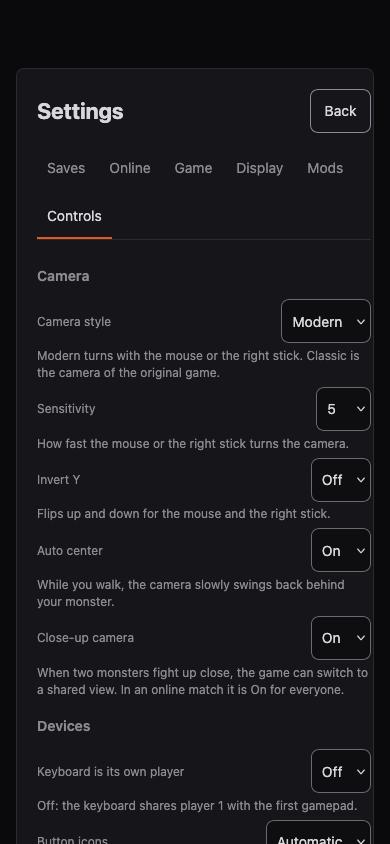 Settings
Back
Saves Online Game Display Mods
Controls
Camera
Camera style Modern
Modern turns with the mouse or the right stick. Classic is
the camera of the original game.
Sensitivity 5
How fast the mouse or the right stick turns the camera.
Invert Y Off
Flips up and down for the mouse and the right stick.
Auto center On
While you walk, the camera slowly swings back behind
your monster.
Close-up camera On
When two monsters fight up close, the game can switch to
a shared view. In an online match it is On for everyone.
Devices
Keyboard is its own player Off
Off: the keyboard shares player 1 with the first gamepad.
Button icons Automatic